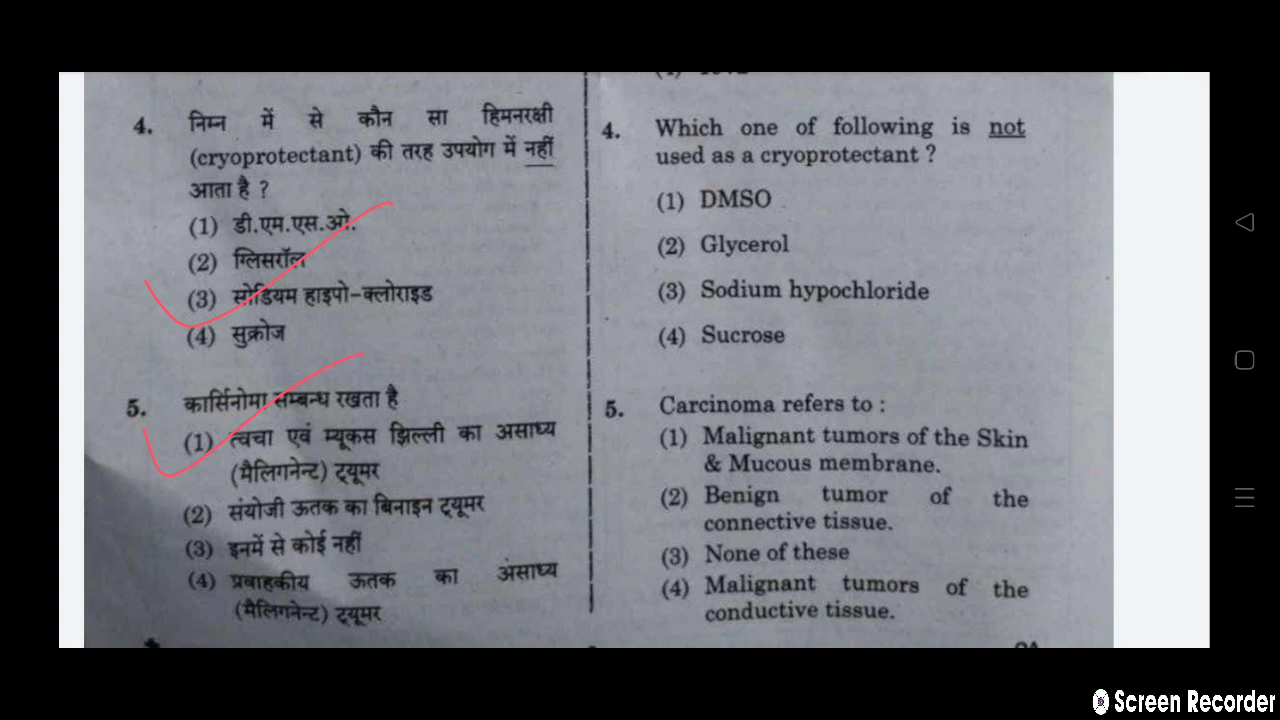 4. निम्न में से कौन सा हिमनरक्षी
(cryoprotectant) की तरह उपयोग में नहीं
आता है ?
(1) डी.एम.एस.ओ.
(2) ग्लिसरॉल
(3) सोडियम हाइपो-क्लोराइड
(4) सुक्रोज
5. कार्सिनोमा सम्बन्ध रखता है
(1) त्वचा एवं म्यूकस झिल्ली का असाध्य
(मैलिगनेन्ट) ट्यूमर
(2) संयोजी ऊतक का बिनाइन ट्यूमर
(3) इनमें से कोई नहीं
(4) प्रवाहकीय ऊतक का असाध्य
(मैलिगनेन्ट) ट्यूमर
4. Which one of following is not
used as a cryoprotectant ?
(1) DMSO
(2) Glycerol
(3) Sodium hypochloride
(4) Sucrose
5. Carcinoma refers to :
(1) Malignant tumors of the Skin
& Mucous membrane.
(2) Benign tumor of the
connective tissue.
(3) None of these
(4) Malignant tumors of the
conductive tissue.
Screen Recorder